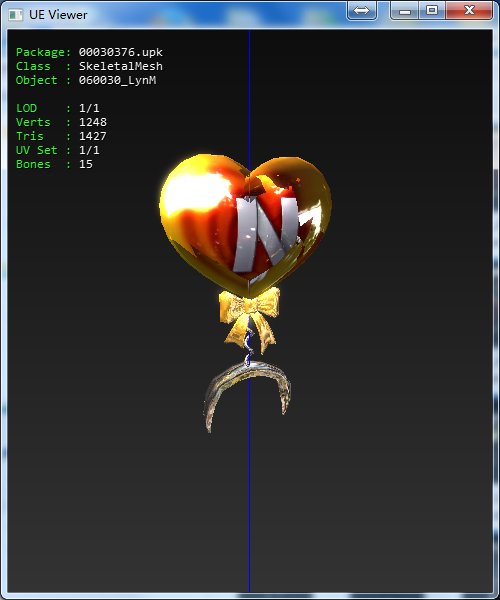 UE Viewer
Package: 00030376.upk
Class  : SkeletalMesh
Object : 060030_LynM
LOD    : 1/1
Verts  : 1248
Tris   : 1427
UV Set : 1/1
Bones  : 15
N